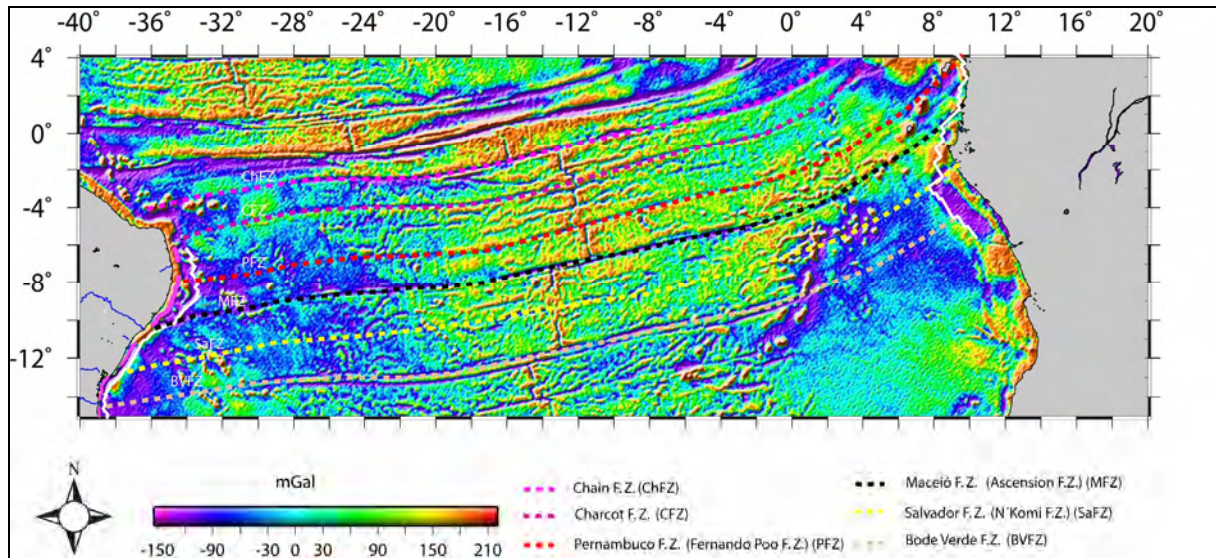 -40° -36° -32° -28° -24° -20° -16° -12° -8° -4° 0° 4° 8° 12° 16° 20°
4°
0°
-4°
-8°
-12°
ChFZ
CFZ
PFZ
MFZ
SaFZ
BVFZ
N
mGal
-150 -90 -30 0 30 90 150 210
Chain F.Z. (ChFZ)
Charcot F.Z. (CFZ)
Pernambuco F.Z. (Fernando Poo F.Z.) (PFZ)
Maceió F.Z. (Ascension F.Z.) (MFZ)
Salvador F.Z. (N´Komi F.Z.) (SaFZ)
Bode Verde F.Z. (BVFZ)